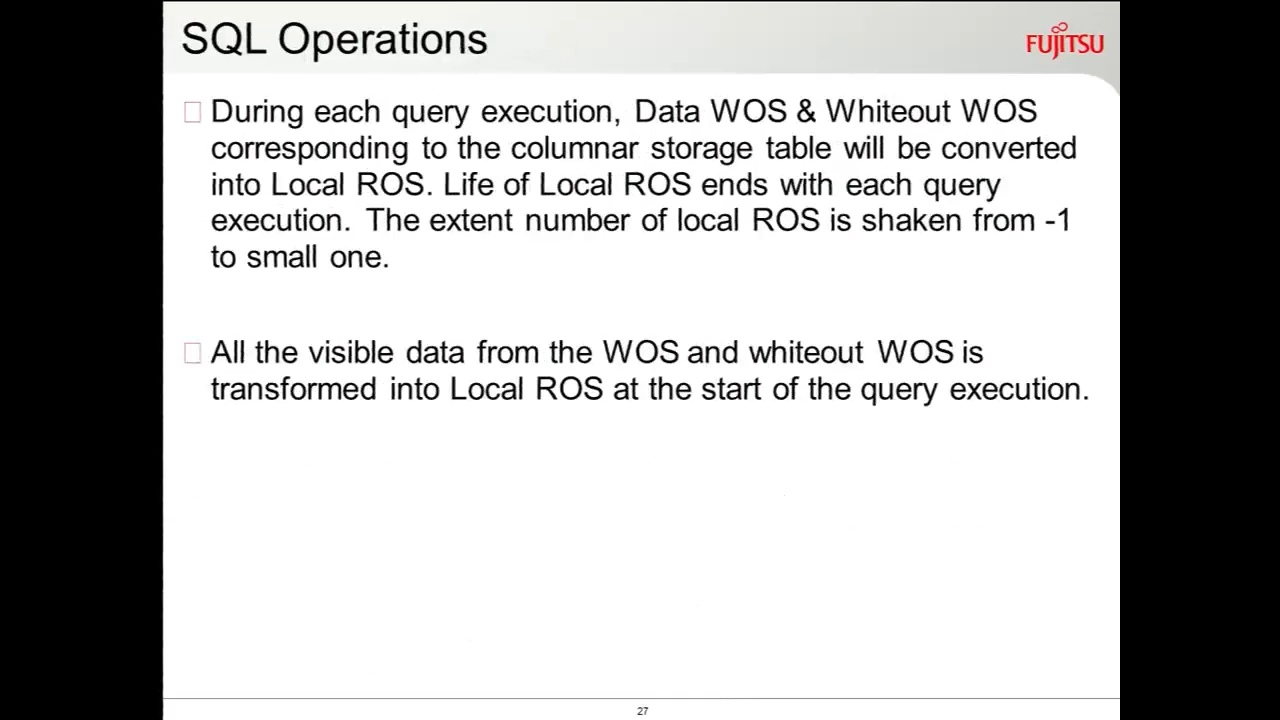 SQL Operations
FUJITSU
During each query execution, Data WOS & Whiteout WOS
corresponding to the columnar storage table will be converted
into Local ROS. Life of Local ROS ends with each query
execution. The extent number of local ROS is shaken from -1
to small one.
All the visible data from the WOS and whiteout WOS is
transformed into Local ROS at the start of the query execution.
27